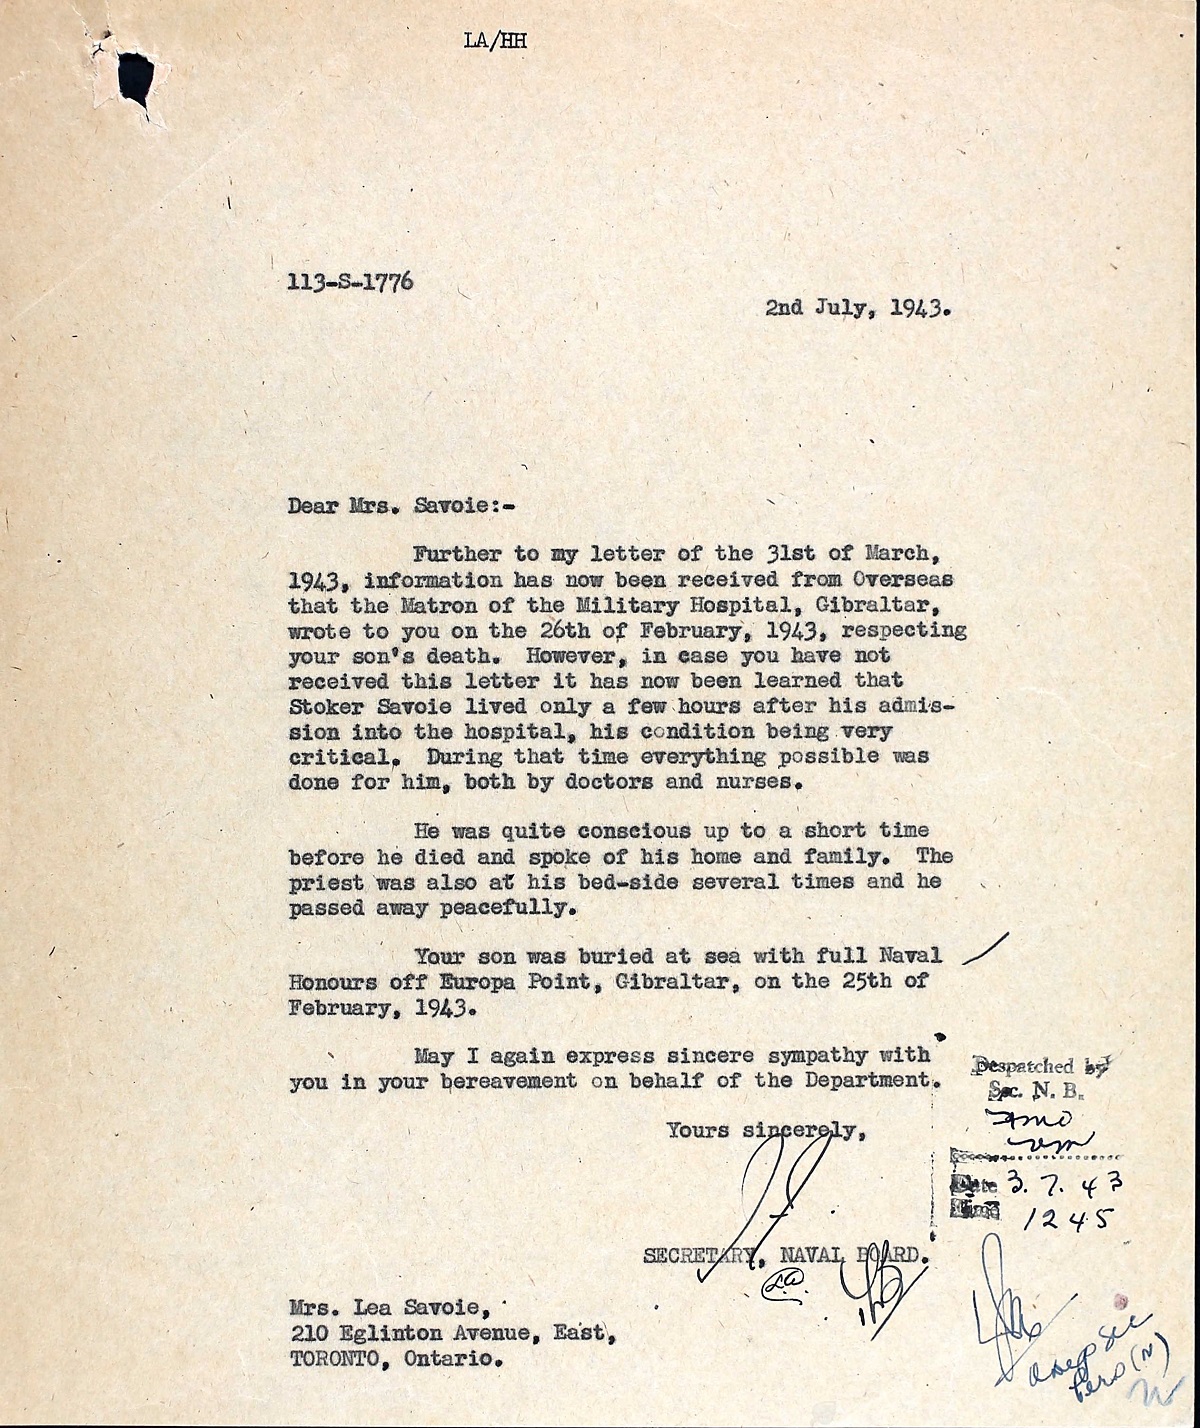 LA/HH
113-S-1776
2nd July, 1943.
Dear Mrs. Savoie:-
Further to my letter of the 31st of March,
1943, information has now been received from Overseas
that the Matron of the Military Hospital, Gibraltar,
wrote to you on the 26th of February, 1943, respecting
your son's death. However, in case you have not
received this letter it has now been learned that
Stoker Savoie lived only a few hours after his admis-
sion into the hospital, his condition being very
critical. During that time everything possible was
done for him, both by doctors and nurses.
He was quite conscious up to a short time
before he died and spoke of his home and family. The
priest was also at his bed-side several times and he
passed away peacefully.
Your son was buried at sea with full Naval
Honours off Europa Point, Gibraltar, on the 25th of
February, 1943.
May I again express sincere sympathy with
you in your bereavement on behalf of the Department.
Despatched by
Sec. N. B.
Yours sincerely,
Date 3. 7. 43
Time 1245
SECRETARY, NAVAL BOARD.
Mrs. Lea Savoie,
210 Eglinton Avenue, East,
TORONTO, Ontario.